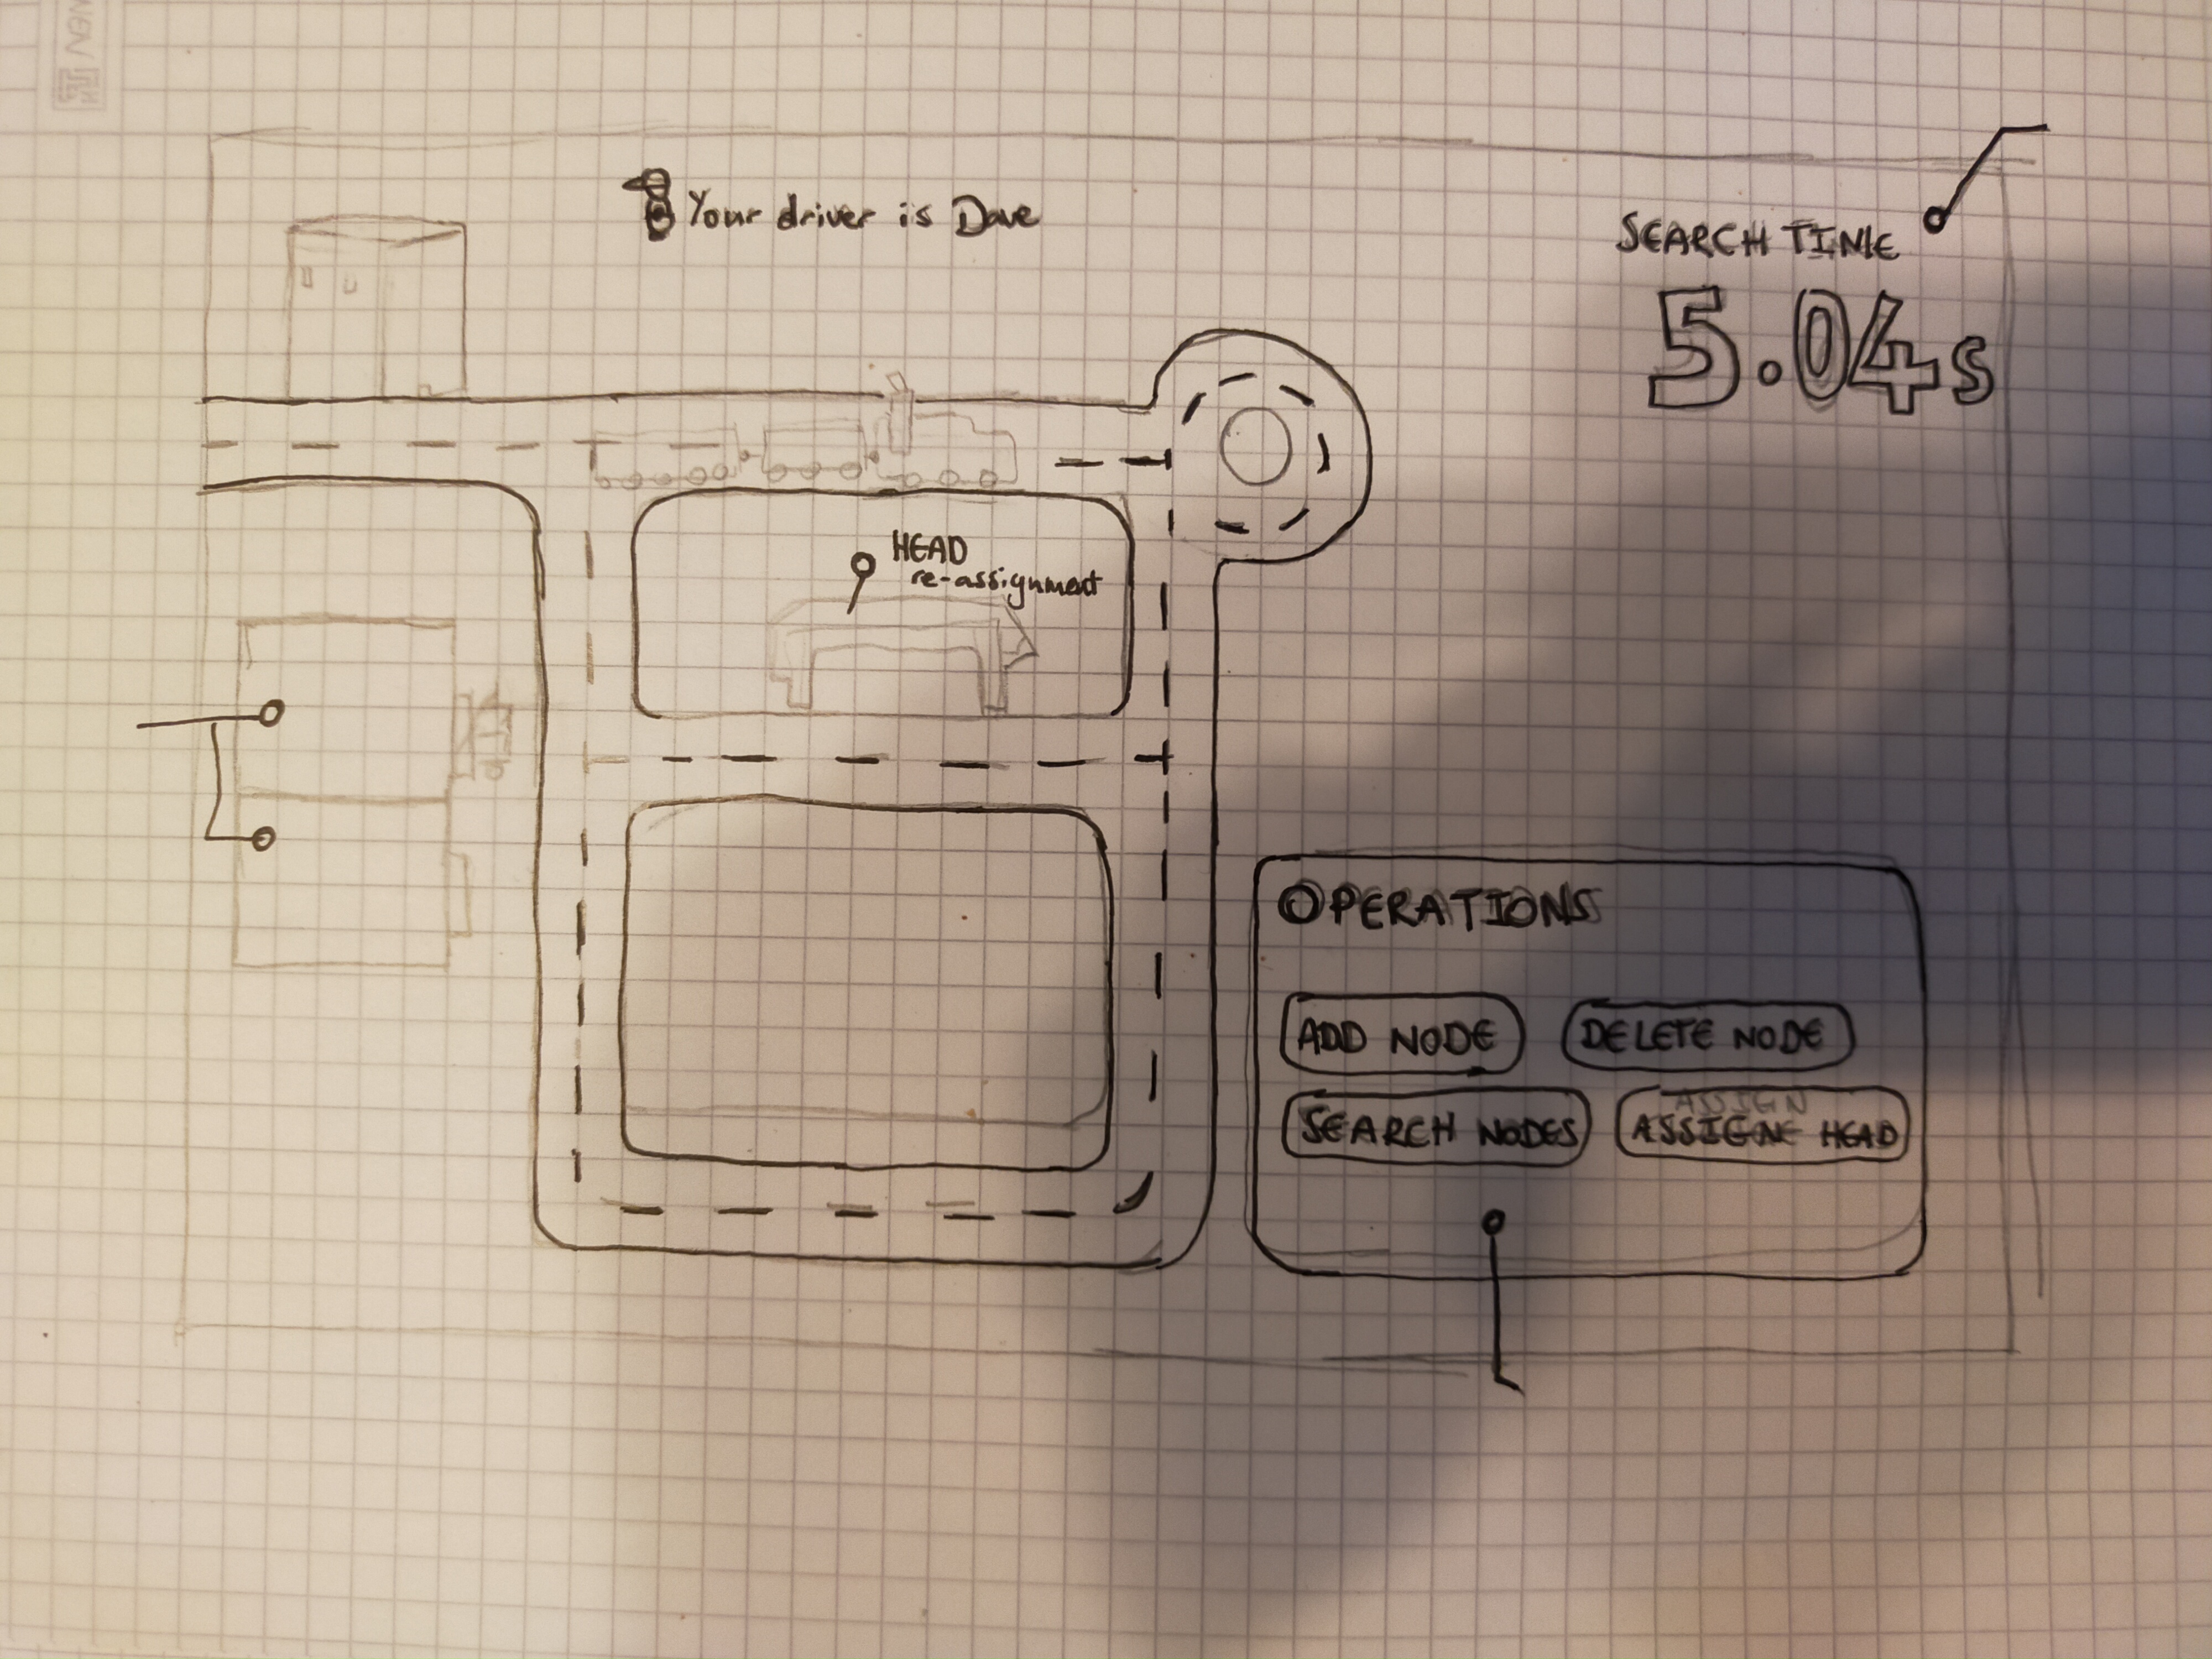 Your driver is Dave
SEARCH TIME
5.04s
HEAD
re-assignment
OPERATIONS
ADD NODE
DELETE NODE
SEARCH NODES
ASSIGN
ASSIGNE HEAD